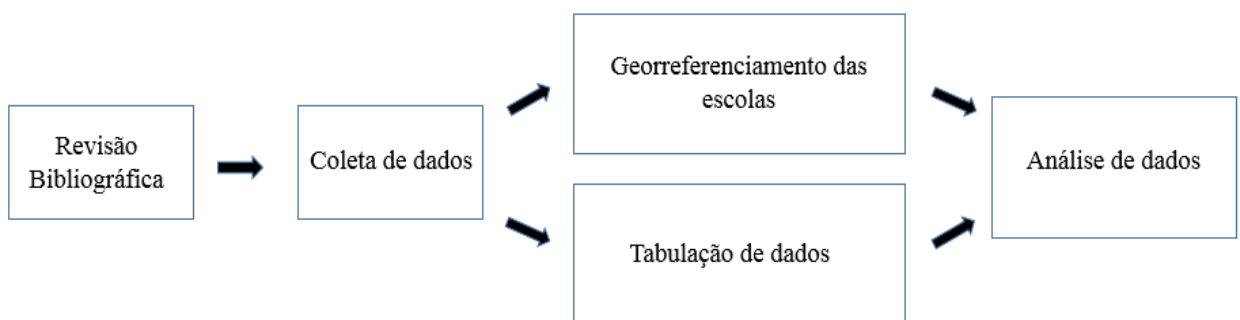 Revisão
Bibliográfica
Coleta de dados
Georreferenciamento das
escolas
Tabulação de dados
Análise de dados